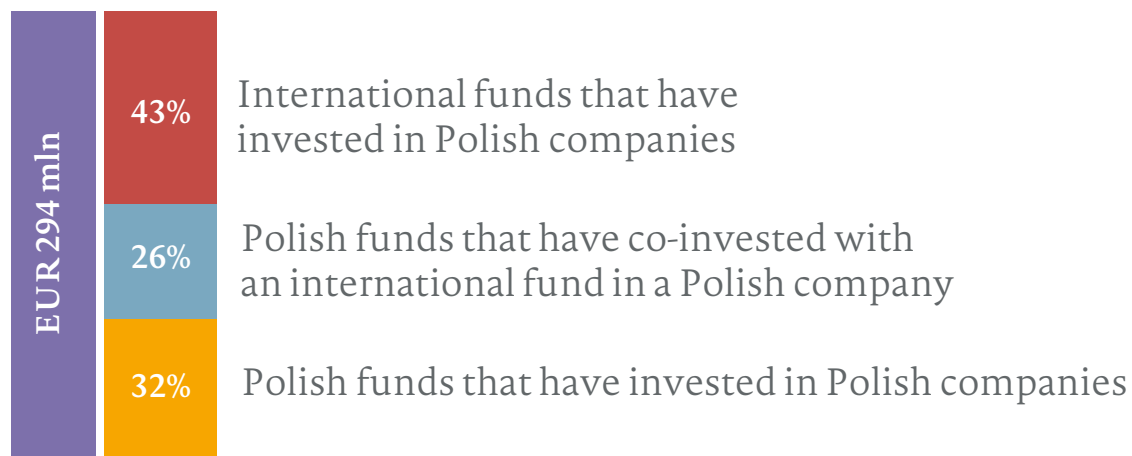 EUR 294 mln
43%
International funds that have
invested in Polish companies
26%
Polish funds that have co-invested with
an international fund in a Polish company
32%
Polish funds that have invested in Polish companies